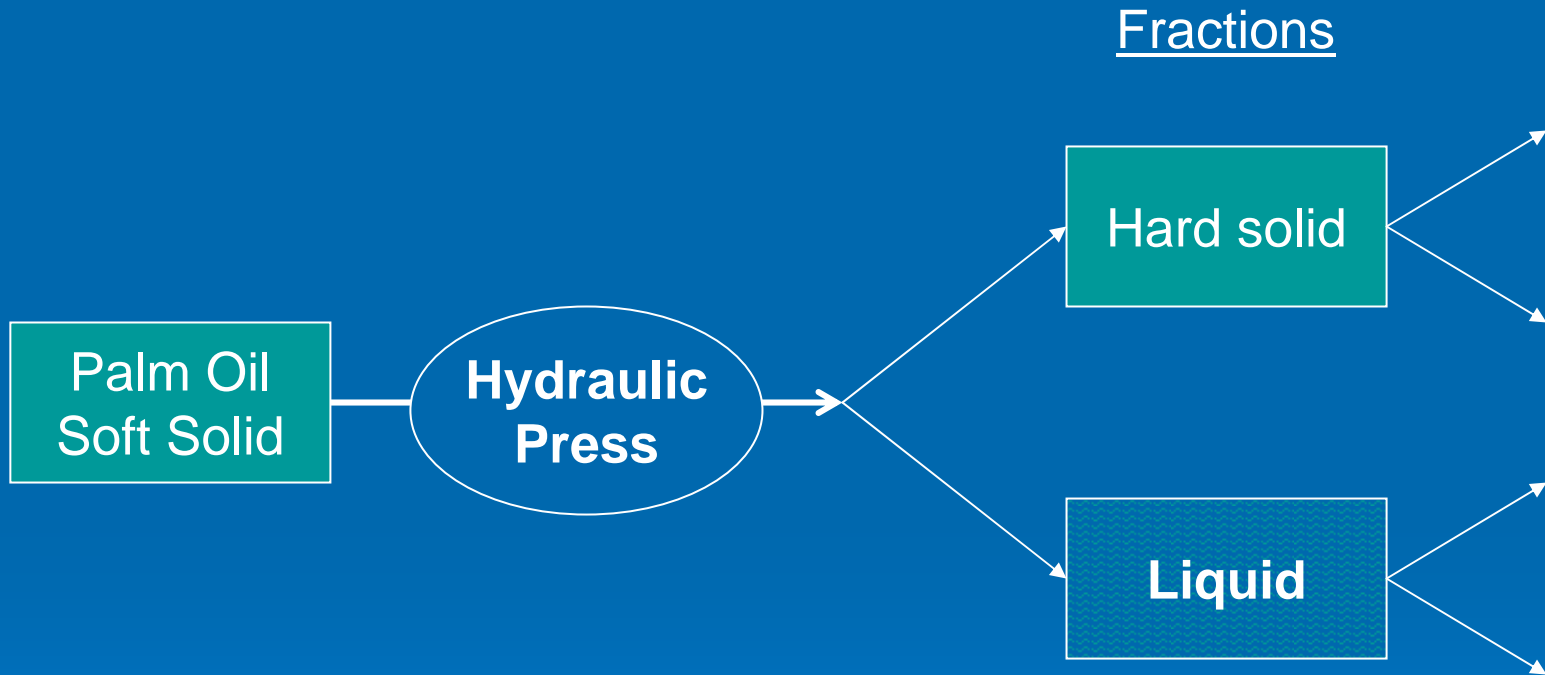 Fractions
Hard solid
Palm Oil
Soft Solid
Hydraulic
Press
Liquid